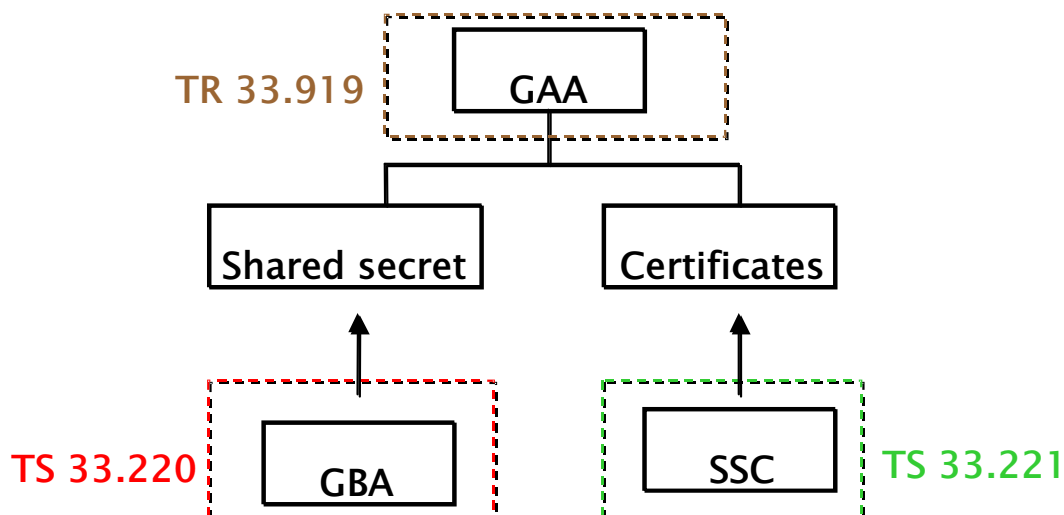 TR 33.919
GAA
Shared secret
Certificates
TS 33.220
GBA
SSC
TS 33.221